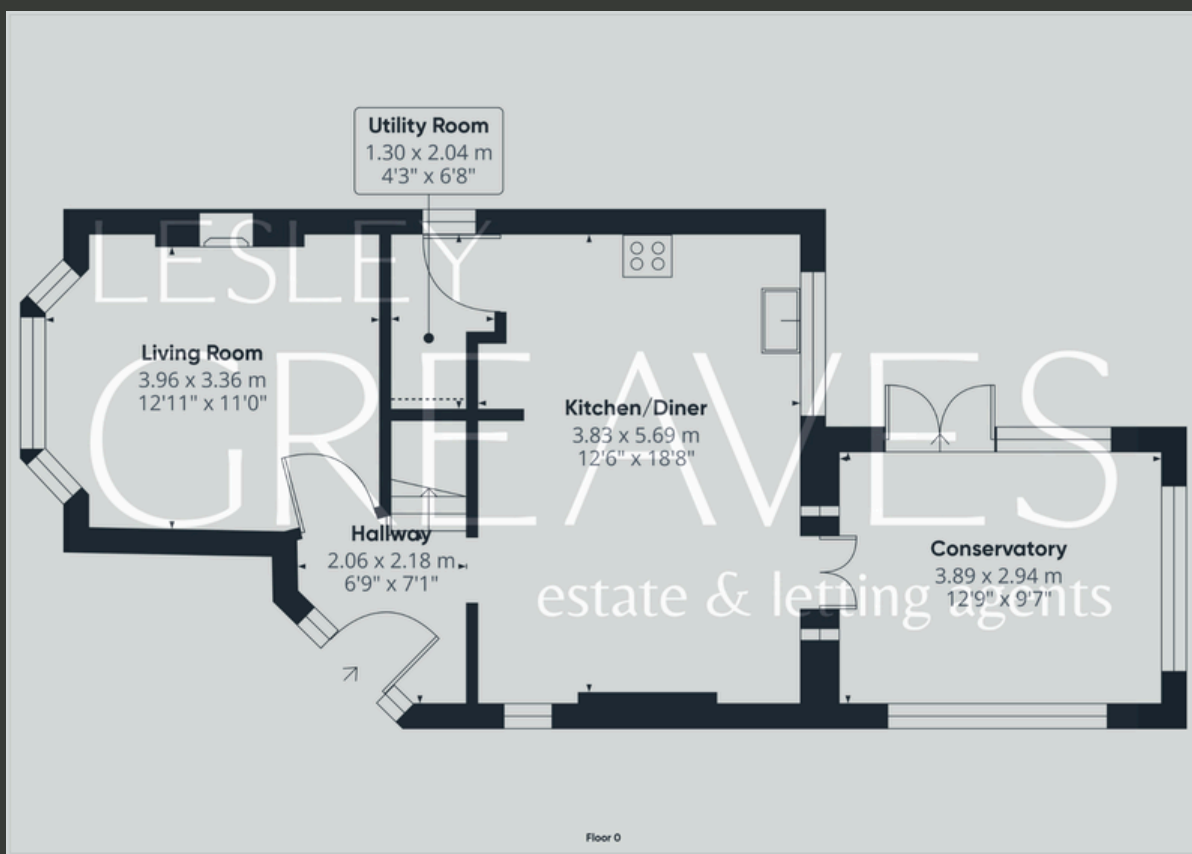 Utility Room
1.30 x 2.04 m
4'3" x 6'8"
LESLEY
GREAVES
estate & letting agents
Living Room
3.96 x 3.36 m
12'11" x 11'0"
Kitchen/Diner
3.83 x 5.69 m
12'6" x 18'8"
Hallway
2.06 x 2.18 m
6'9" x 7'1"
Conservatory
3.89 x 2.94 m
12'9" x 9'7"
Floor 0